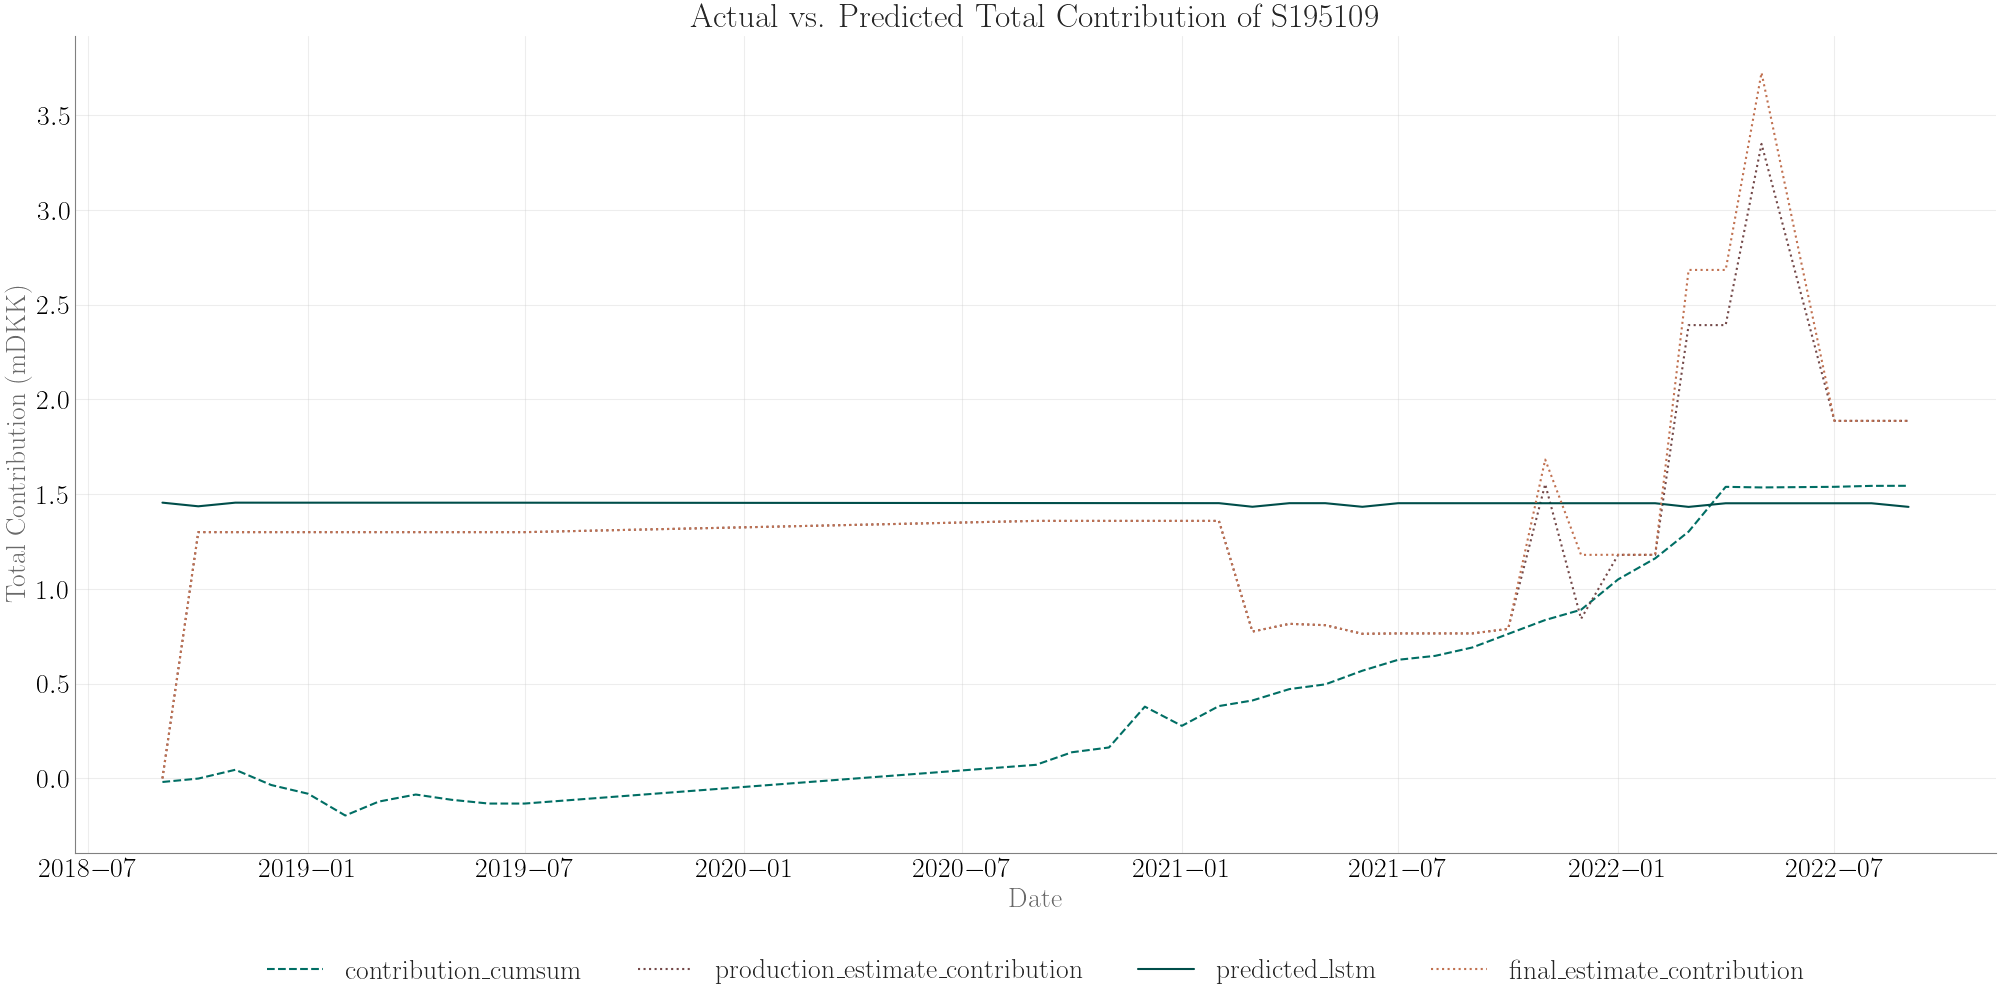 Actual vs. Predicted Total Contribution of S195109
Total Contribution (mDKK)
3.5
3.0
2.5
2.0
1.5
1.0
0.5
0.0
2018−07 2019−01 2019−07 2020−01 2020−07 2021−01 2021−07 2022−01 2022−07
Date
contribution_cumsum production_estimate_contribution predicted_lstm final_estimate_contribution